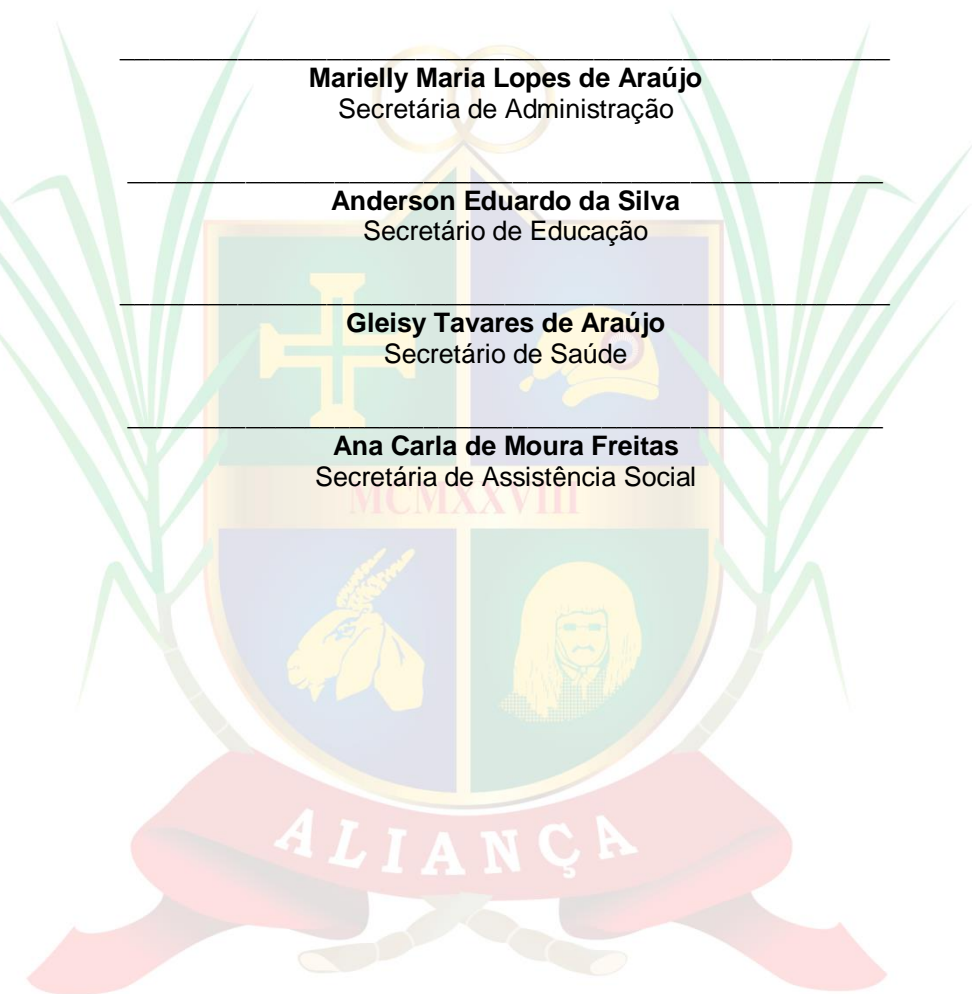 Marielly Maria Lopes de Araújo
Secretária de Administração
Anderson Eduardo da Silva
Secretário de Educação
Gleisy Tavares de Araújo
Secretário de Saúde
Ana Carla de Moura Freitas
Secretária de Assistência Social
MCMXXVIII
ALIANÇA